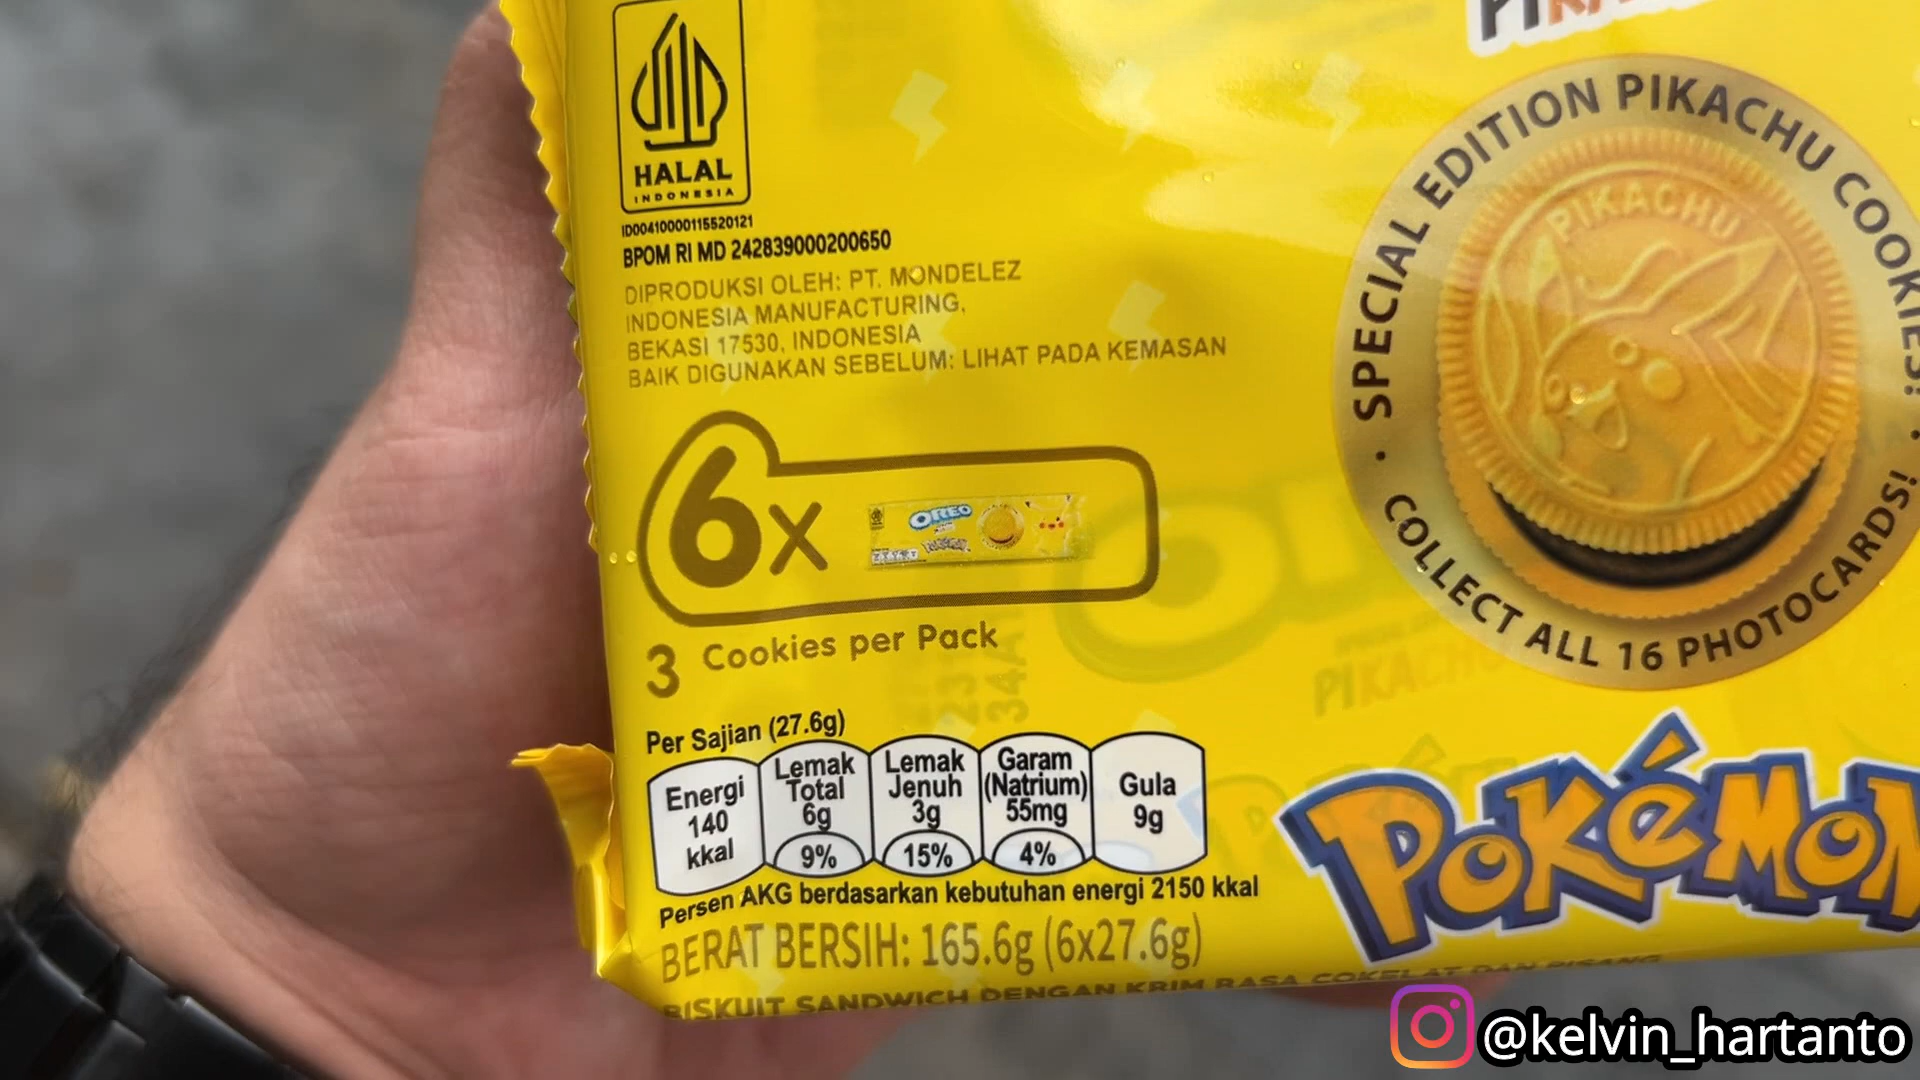 HALAL
INDONESIA
ID00410000115520121
BPOM RI MD 242839000200650
DIPRODUKSI OLEH: PT. MONDELEZ
INDONESIA MANUFACTURING,
BEKASI 17530, INDONESIA
BAIK DIGUNAKAN SEBELUM: LIHAT PADA KEMASAN
6x
OREO
3 Cookies per Pack
Per Sajian (27.6g)
Energi 140 kkal
Lemak Total 6g 9%
Lemak Jenuh 3g 15%
Garam (Natrium) 55mg 4%
Gula 9g
Persen AKG berdasarkan kebutuhan energi 2150 kkal
BERAT BERSIH: 165.6g (6x27.6g)
BISKUIT SANDWICH DENGAN KRIM RASA COKELAT DAN PISANG
SPECIAL EDITION PIKACHU COOKIES!
PIKACHU
COLLECT ALL 16 PHOTOCARDS!
POKéMON
@kelvin_hartanto